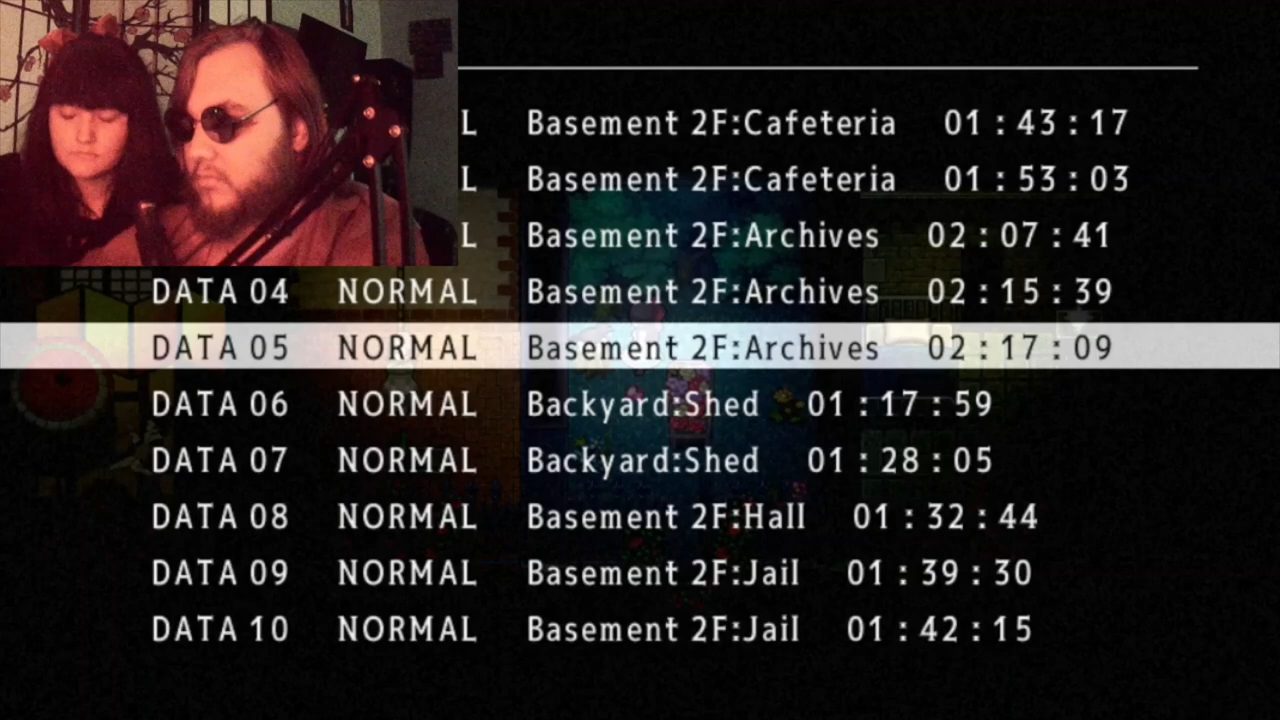 L Basement 2F:Cafeteria 01:43:17
L Basement 2F:Cafeteria 01:53:03
L Basement 2F:Archives 02:07:41
DATA 04 NORMAL Basement 2F:Archives 02:15:39
DATA 05 NORMAL Basement 2F:Archives 02:17:09
DATA 06 NORMAL Backyard:Shed 01:17:59
DATA 07 NORMAL Backyard:Shed 01:28:05
DATA 08 NORMAL Basement 2F:Hall 01:32:44
DATA 09 NORMAL Basement 2F:Jail 01:39:30
DATA 10 NORMAL Basement 2F:Jail 01:42:15